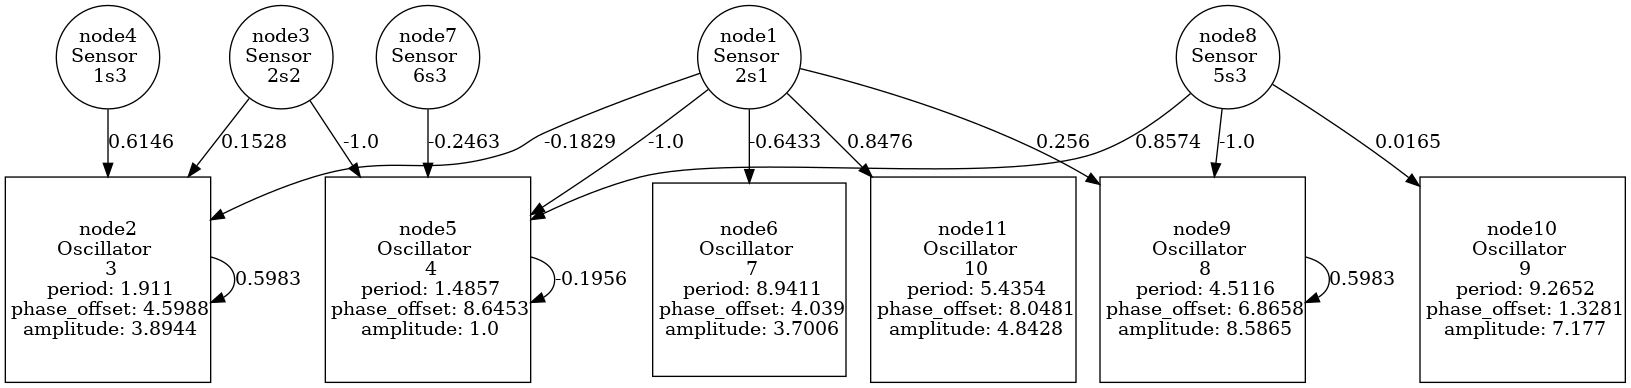 node4
Sensor
1s3
node3
Sensor
2s2
node7
Sensor
6s3
node1
Sensor
2s1
node8
Sensor
5s3
0.6146
0.1528
-1.0
-0.2463
-0.1829
-1.0
-0.6433
0.8476
0.256
0.8574
-1.0
0.0165
node2
Oscillator
3
period: 1.911
phase_offset: 4.5988
amplitude: 3.8944
0.5983
node5
Oscillator
4
period: 1.4857
phase_offset: 8.6453
amplitude: 1.0
-0.1956
node6
Oscillator
7
period: 8.9411
phase_offset: 4.039
amplitude: 3.7006
node11
Oscillator
10
period: 5.4354
phase_offset: 8.0481
amplitude: 4.8428
node9
Oscillator
8
period: 4.5116
phase_offset: 6.8658
amplitude: 8.5865
0.5983
node10
Oscillator
9
period: 9.2652
phase_offset: 1.3281
amplitude: 7.177